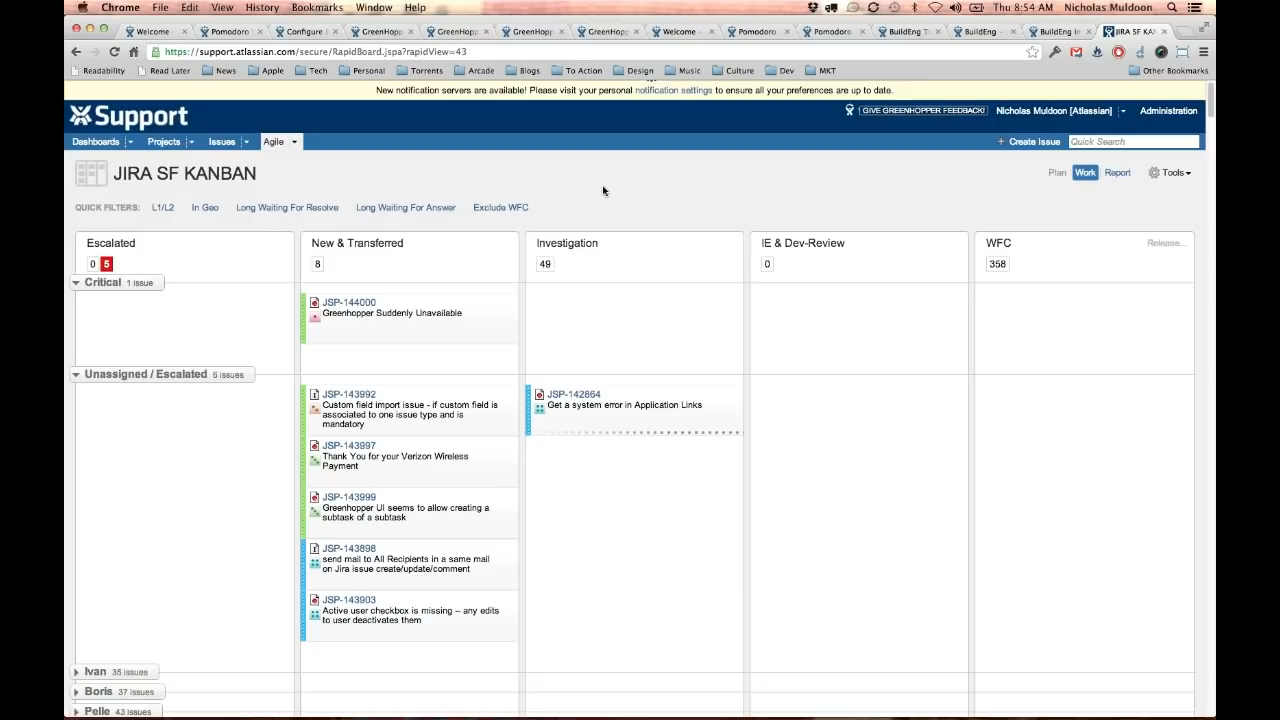 Chrome File Edit View History Bookmarks Window Help Thu 8:54 AM Nicholas Muldoon
Welcome Pomodoro Configure GreenHopp GreenHopp GreenHopp GreenHopp Welcome Pomodoro Pomodoro BuildEng T BuildEng BuildEng In JIRA SF KAN
https://support.atlassian.com/secure/RapidBoard.jspa?rapidView=43
Readability Read Later News Apple Tech Personal Torrents Arcade Blogs To Action Design Music Culture Dev MKT Other Bookmarks
New notification servers are available! Please visit your personal notification settings to ensure all your preferences are up to date.
Support GIVE GREENHOPPER FEEDBACK! Nicholas Muldoon [Atlassian] Administration
Dashboards Projects Issues Agile + Create Issue Quick Search
JIRA SF KANBAN Plan Work Report Tools
QUICK FILTERS: L1/L2 In Geo Long Waiting For Resolve Long Waiting For Answer Exclude WFC
Escalated New & Transferred Investigation IE & Dev-Review WFC Release...
0 5 8 49 0 358
Critical 1 issue
JSP-144000
Greenhopper Suddenly Unavailable
Unassigned / Escalated 6 issues
JSP-143992
Custom field import issue - if custom field is
associated to one issue type and is
mandatory
JSP-142864
Get a system error in Application Links
JSP-143997
Thank You for your Verizon Wireless
Payment
JSP-143999
Greenhopper UI seems to allow creating a
subtask of a subtask
JSP-143898
send mail to All Recipients in a same mail
on Jira issue create/update/comment
JSP-143903
Active user checkbox is missing – any edits
to user deactivates them
Ivan 35 issues
Boris 37 issues
Pelle 43 issues